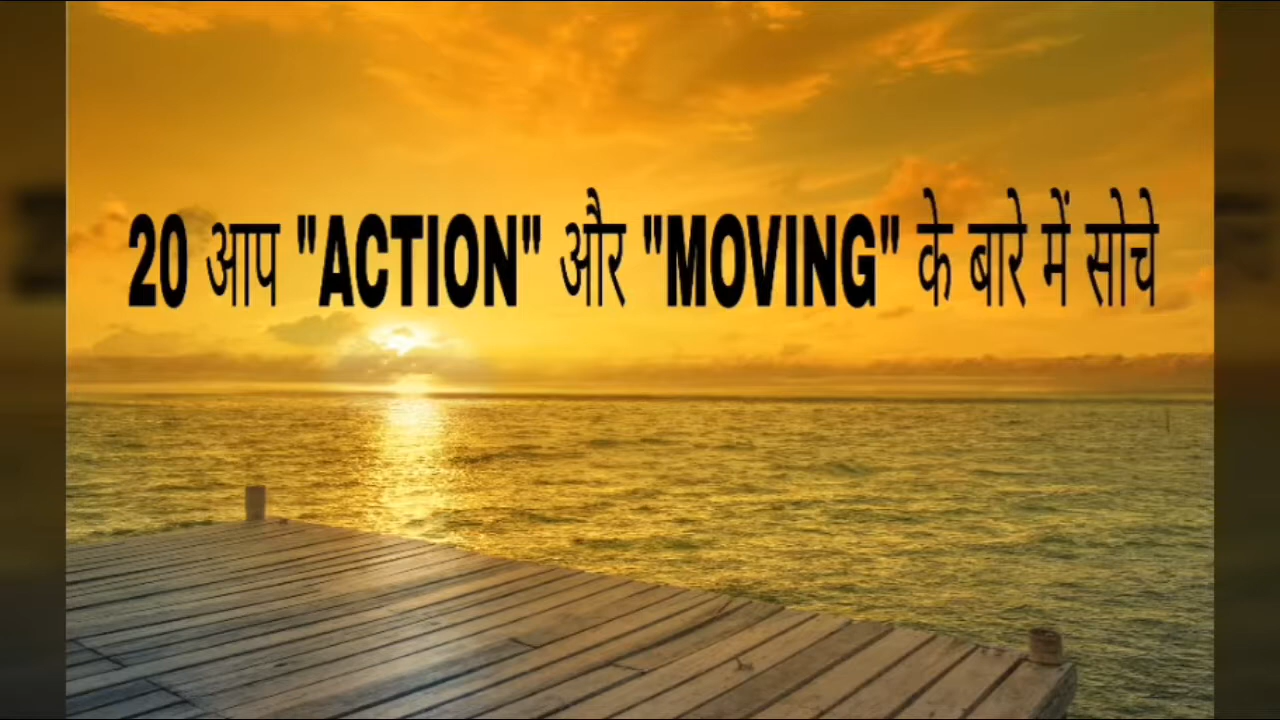 20 आप "ACTION" और "MOVING" के बारे में सोचे